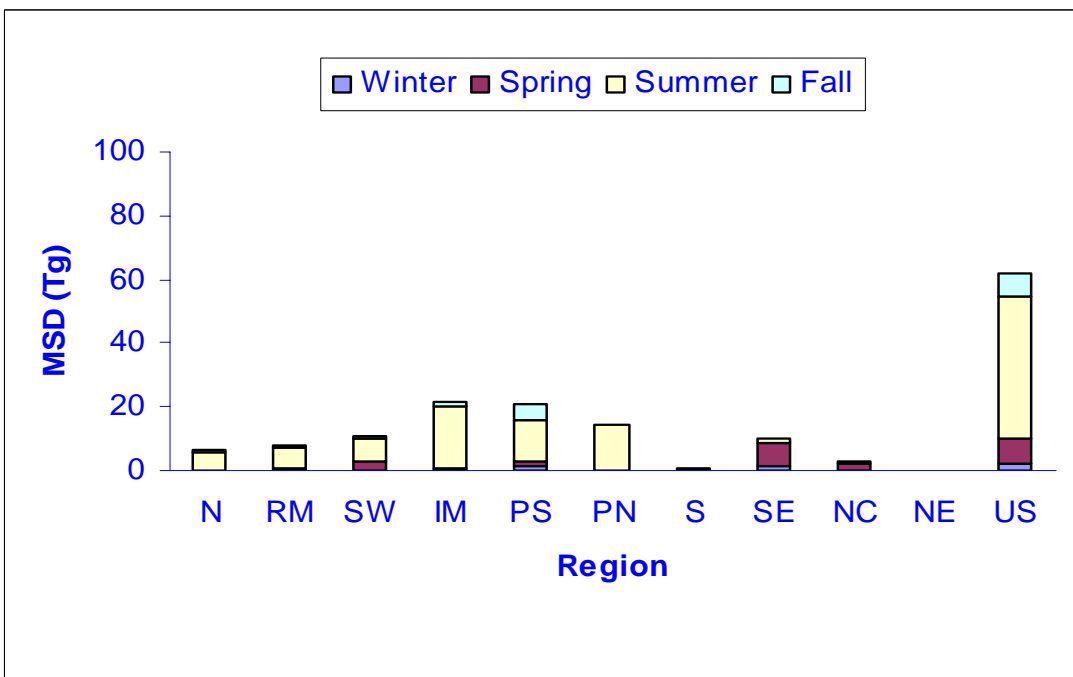 Winter Spring Summer Fall
100
80
60
40
20
0
MSD (Tg)
N RM SW IM PS PN S SE NC NE US
Region